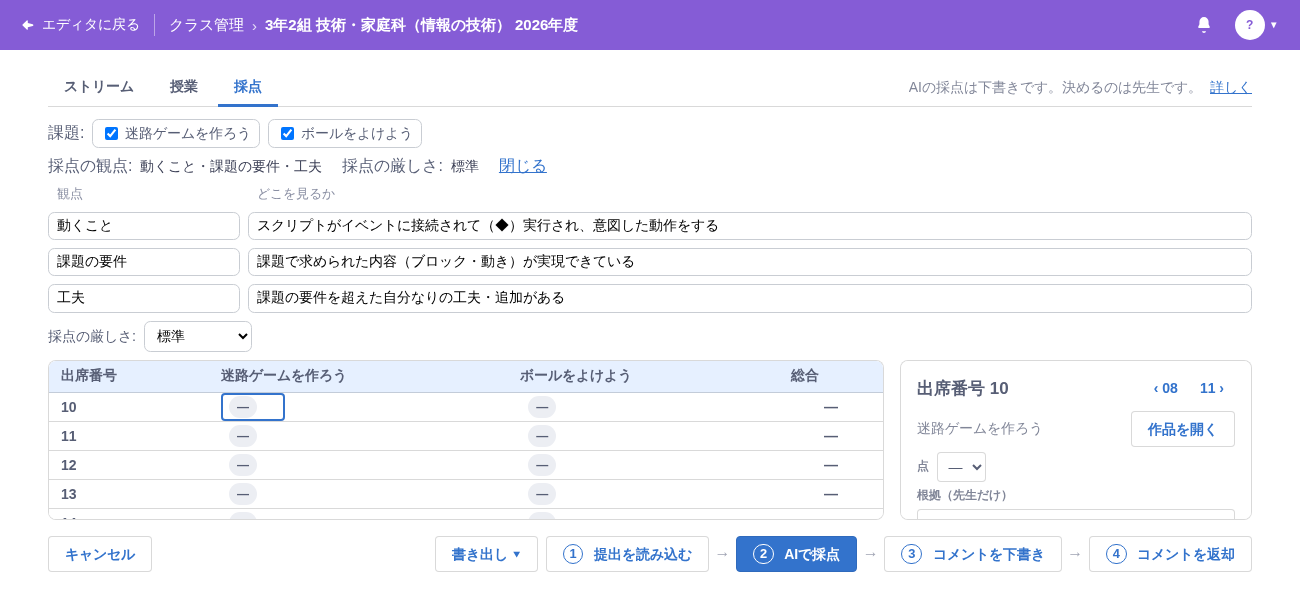 エディタに戻る クラス管理 › 3年2組 技術・家庭科（情報の技術） 2026年度 ?
ストリーム 授業 採点 AIの採点は下書きです。決めるのは先生です。 詳しく
課題: 迷路ゲームを作ろう ボールをよけよう
採点の観点: 動くこと・課題の要件・工夫 採点の厳しさ: 標準 閉じる
観点 どこを見るか
動くこと スクリプトがイベントに接続されて（◆）実行され、意図した動作をする
課題の要件 課題で求められた内容（ブロック・動き）が実現できている
工夫 課題の要件を超えた自分なりの工夫・追加がある
採点の厳しさ: 標準
出席番号 迷路ゲームを作ろう ボールをよけよう 総合
10 — — —
11 — — —
12 — — —
13 — — —
出席番号 10 ‹ 08 11 ›
迷路ゲームを作ろう 作品を開く
点 —
根拠（先生だけ）
キャンセル 書き出し ▼ 1 提出を読み込む → 2 AIで採点 → 3 コメントを下書き → 4 コメントを返却